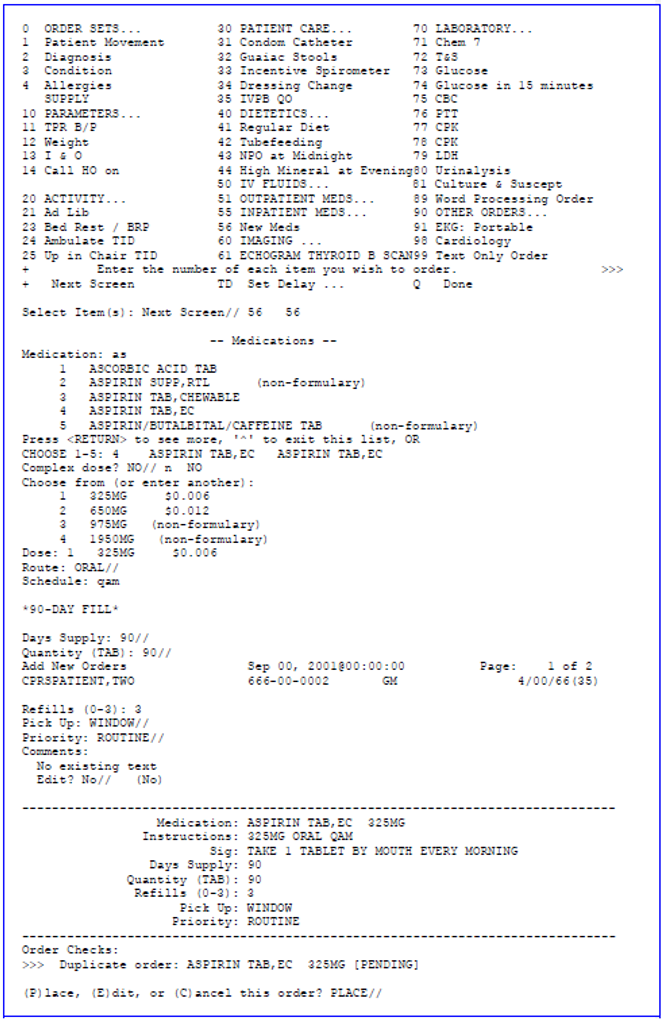 0  ORDER SETS...          30 PATIENT CARE...        70 LABORATORY...
1  Patient Movement       31 Condom Catheter        71 Chem 7
2  Diagnosis              32 Guaiac Stools          72 T&S
3  Condition              33 Incentive Spirometer   73 Glucose
4  Allergies              34 Dressing Change        74 Glucose in 15 minutes
   SUPPLY                 35 IVPB QO                75 CBC
10 PARAMETERS...          40 DIETETICS...           76 PTT
11 TPR B/P                41 Regular Diet           77 CPK
12 Weight                 42 Tubefeeding            78 CPK
13 I & O                  43 NPO at Midnight        79 LDH
14 Call HO on             44 High Mineral at Evening80 Urinalysis
                          50 IV FLUIDS...           81 Culture & Suscept
20 ACTIVITY...            51 OUTPATIENT MEDS...     89 Word Processing Order
21 Ad Lib                 55 INPATIENT MEDS...      90 OTHER ORDERS...
23 Bed Rest / BRP         56 New Meds               91 EKG: Portable
24 Ambulate TID           60 IMAGING ...            98 Cardiology
25 Up in Chair TID        61 ECHOGRAM THYROID B SCAN99 Text Only Order
+         Enter the number of each item you wish to order.                   >>>
+   Next Screen           TD  Set Delay ...         Q   Done
Select Item(s): Next Screen// 56   56
-- Medications --
Medication: as
     1   ASCORBIC ACID TAB
     2   ASPIRIN SUPP,RTL      (non-formulary)
     3   ASPIRIN TAB,CHEWABLE
     4   ASPIRIN TAB,EC
     5   ASPIRIN/BUTALBITAL/CAFFEINE TAB      (non-formulary)
Press <RETURN> to see more, '^' to exit this list, OR
CHOOSE 1-5: 4    ASPIRIN TAB,EC   ASPIRIN TAB,EC
Complex dose? NO// n  NO
Choose from (or enter another):
     1   325MG     $0.006
     2   650MG     $0.012
     3   975MG   (non-formulary)
     4   1950MG   (non-formulary)
Dose: 1   325MG     $0.006
Route: ORAL//
Schedule: qam
*90-DAY FILL*
Days Supply: 90//
Quantity (TAB): 90//
Add New Orders                Sep 00, 2001@00:00:00          Page:    1 of 2
CPRSPATIENT,TWO               666-00-0002      GM                4/00/66(35)
Refills (0-3): 3
Pick Up: WINDOW//
Priority: ROUTINE//
Comments:
  No existing text
  Edit? No//   (No)
--------------------------------------------------------------------------------
Medication: ASPIRIN TAB,EC  325MG
Instructions: 325MG ORAL QAM
Sig: TAKE 1 TABLET BY MOUTH EVERY MORNING
Days Supply: 90
Quantity (TAB): 90
Refills (0-3): 3
Pick Up: WINDOW
Priority: ROUTINE
--------------------------------------------------------------------------------
Order Checks:
>>>  Duplicate order: ASPIRIN TAB,EC  325MG [PENDING]
(P)lace, (E)dit, or (C)ancel this order? PLACE//